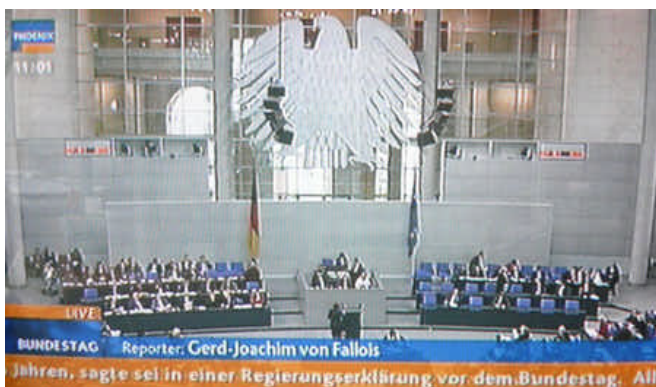 PHOENIX
11:01
LIVE
BUNDESTAG Reporter: Gerd-Joachim von Fallois
Jahren, sagte sei in einer Regierungserklärung vor dem Bundestag. All